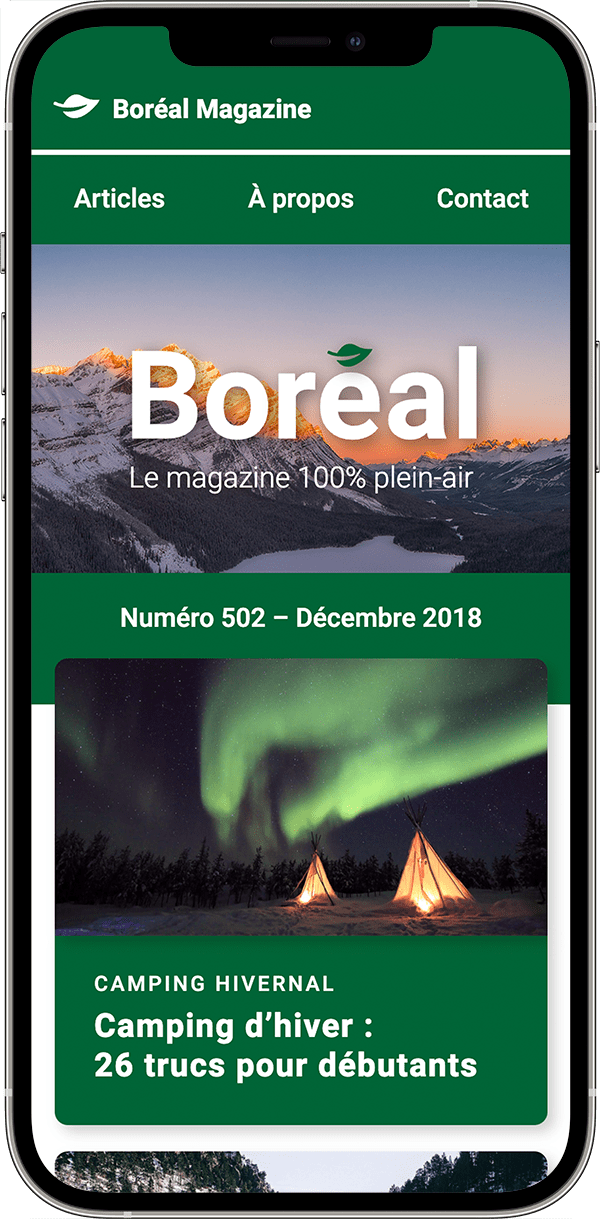 Boréal Magazine
Articles À propos Contact
Boréal
Le magazine 100% plein-air
Numéro 502 – Décembre 2018
CAMPING HIVERNAL
Camping d’hiver :
26 trucs pour débutants